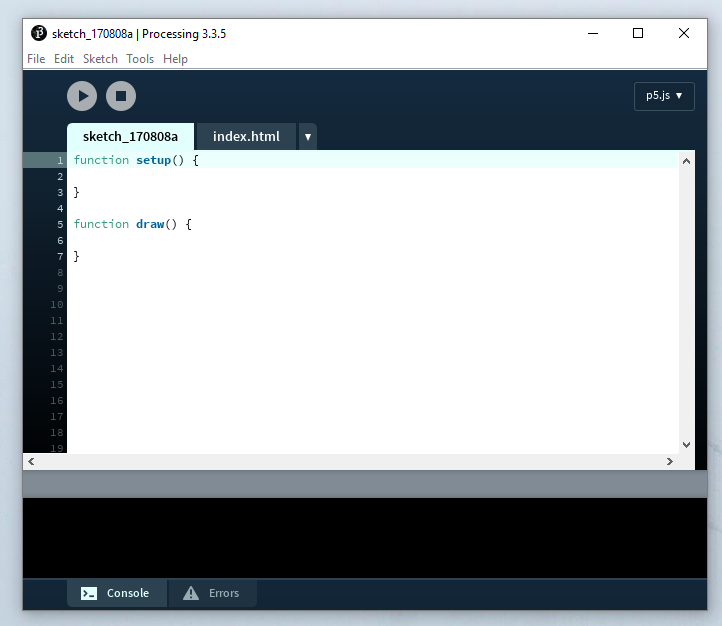 sketch_170808a | Processing 3.3.5
File Edit Sketch Tools Help
p5.js ▼
sketch_170808a index.html ▼
1 function setup() {
2
3 }
4
5 function draw() {
6
7 }
8
9
10
11
12
13
14
15
16
17
18
19
Console Errors